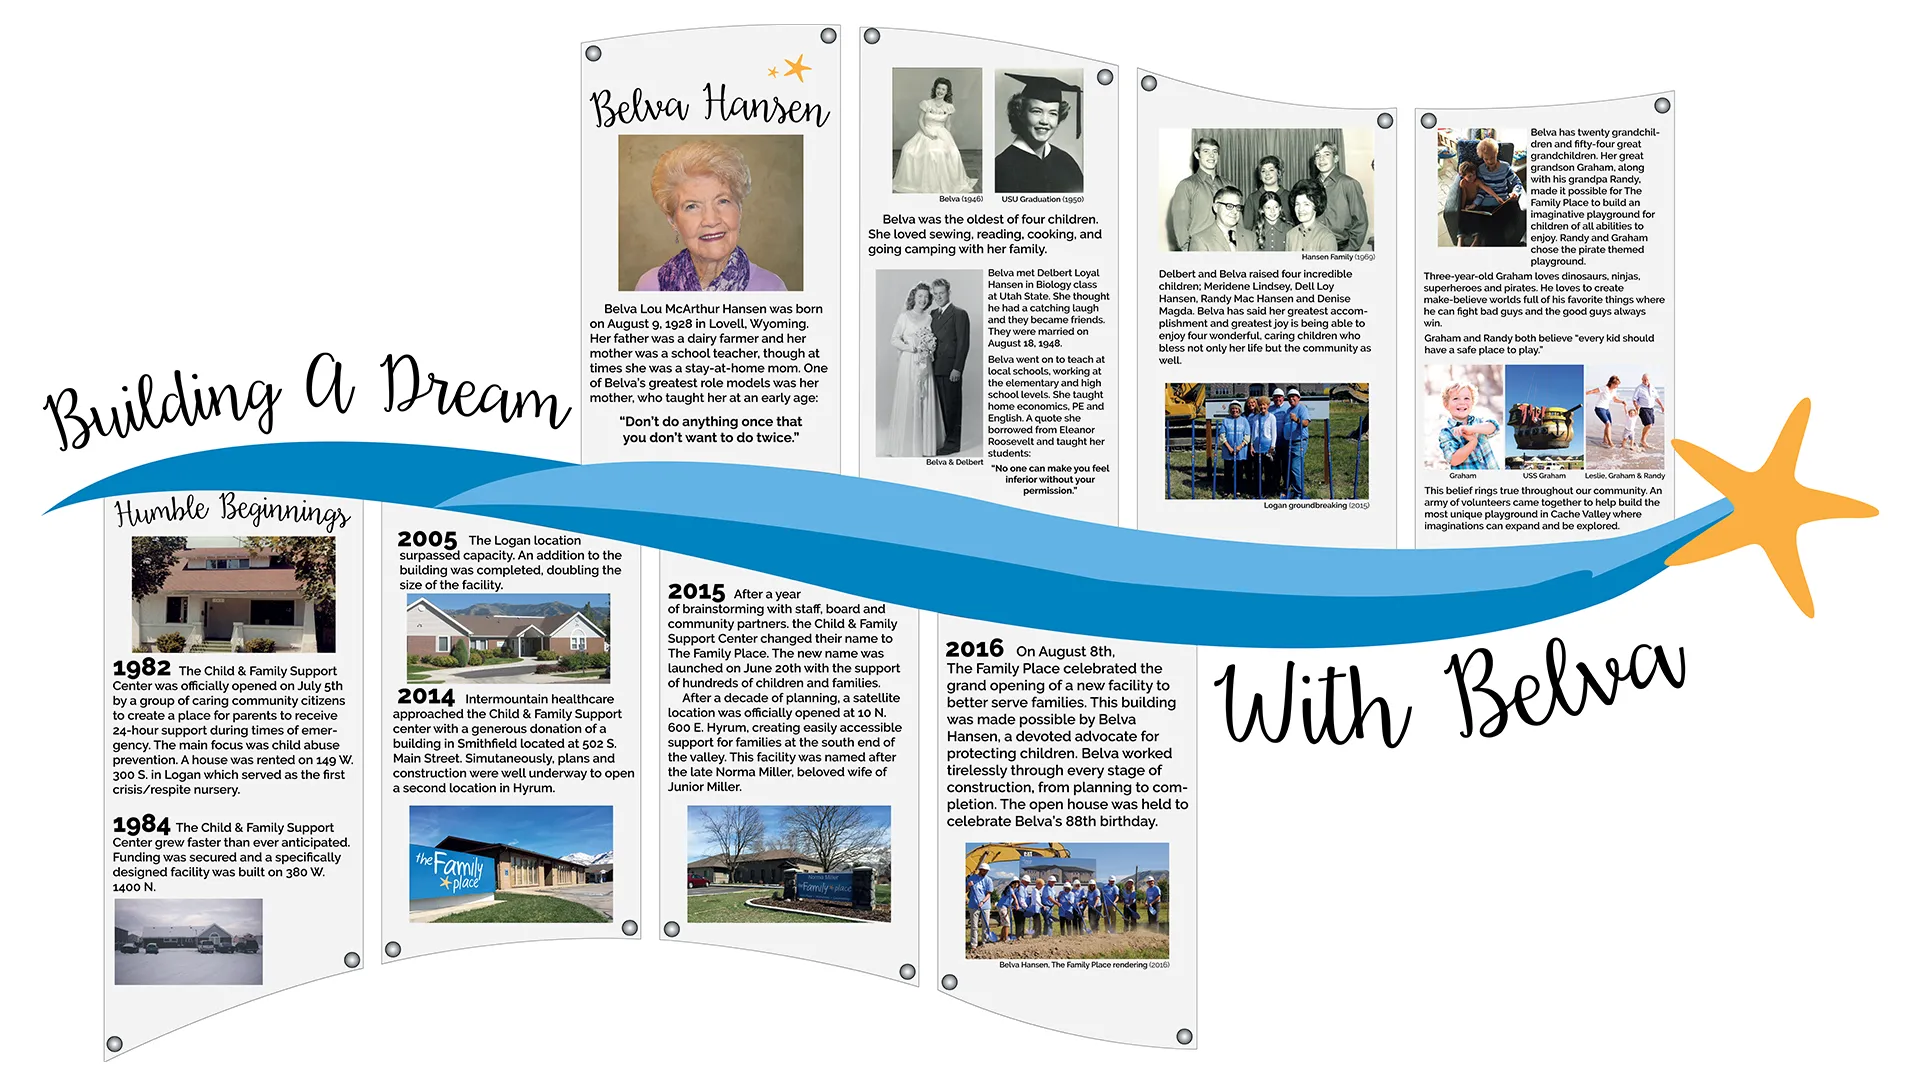 Building A Dream
With Belva
Belva Hansen
Belva Lou McArthur Hansen was born
on August 9, 1928 in Lovell, Wyoming.
Her father was a dairy farmer and her
mother was a school teacher, though at
times she was a stay-at-home mom. One
of Belva's greatest role models was her
mother, who taught her at an early age:
"Don't do anything once that
you don't want to do twice."
Belva (1946)
USU Graduation (1950)
Belva was the oldest of four children.
She loved sewing, reading, cooking, and
going camping with her family.
Belva met Delbert Loyal
Hansen in Biology class
at Utah State. She thought
he had a catching laugh
and they became friends.
They were married on
August 18, 1948.
Belva went on to teach at
local schools, working at
the elementary and high
school levels. She taught
home economics, PE and
English. A quote she
borrowed from Eleanor
Roosevelt and taught her
students:
"No one can make you feel
inferior without your
permission."
Belva & Delbert
Hansen Family (1969)
Delbert and Belva raised four incredible
children; Meridene Lindsey, Dell Loy
Hansen, Randy Mac Hansen and Denise
Magda. Belva has said her greatest accom-
plishment and greatest joy is being able to
enjoy four wonderful, caring children who
bless not only her life but the community as
well.
Logan groundbreaking (2015)
Belva has twenty grandchil-
dren and fifty-four great
grandchildren. Her great
grandson Graham, along
with his grandpa Randy,
made it possible for The
Family Place to build an
imaginative playground for
children of all abilities to
enjoy. Randy and Graham
chose the pirate themed
playground.
Three-year-old Graham loves dinosaurs, ninjas,
superheroes and pirates. He loves to create
make-believe worlds full of his favorite things where
he can fight bad guys and the good guys always
win.
Graham and Randy both believe "every kid should
have a safe place to play."
Graham
USS Graham
Leslie, Graham & Randy
This belief rings true throughout our community. An
army of volunteers came together to help build the
most unique playground in Cache Valley where
imaginations can expand and be explored.
Humble Beginnings
1982 The Child & Family Support
Center was officially opened on July 5th
by a group of caring community citizens
to create a place for parents to receive
24-hour support during times of emer-
gency. The main focus was child abuse
prevention. A house was rented on 149 W.
300 S. in Logan which served as the first
crisis/respite nursery.
1984 The Child & Family Support
Center grew faster than ever anticipated.
Funding was secured and a specifically
designed facility was built on 380 W.
1400 N.
2005 The Logan location
surpassed capacity. An addition to the
building was completed, doubling the
size of the facility.
2014 Intermountain healthcare
approached the Child & Family Support
center with a generous donation of a
building in Smithfield located at 502 S.
Main Street. Simutaneously, plans and
construction were well underway to open
a second location in Hyrum.
the Family
place
2015 After a year
of brainstorming with staff, board and
community partners. the Child & Family
Support Center changed their name to
The Family Place. The new name was
launched on June 20th with the support
of hundreds of children and families.
After a decade of planning, a satellite
location was officially opened at 10 N.
600 E. Hyrum, creating easily accessible
support for families at the south end of
the valley. This facility was named after
the late Norma Miller, beloved wife of
Junior Miller.
Norma Miller
the Family place
2016 On August 8th,
The Family Place celebrated the
grand opening of a new facility to
better serve families. This building
was made possible by Belva
Hansen, a devoted advocate for
protecting children. Belva worked
tirelessly through every stage of
construction, from planning to com-
pletion. The open house was held to
celebrate Belva's 88th birthday.
CAT
Belva Hansen, The Family Place rendering (2016)